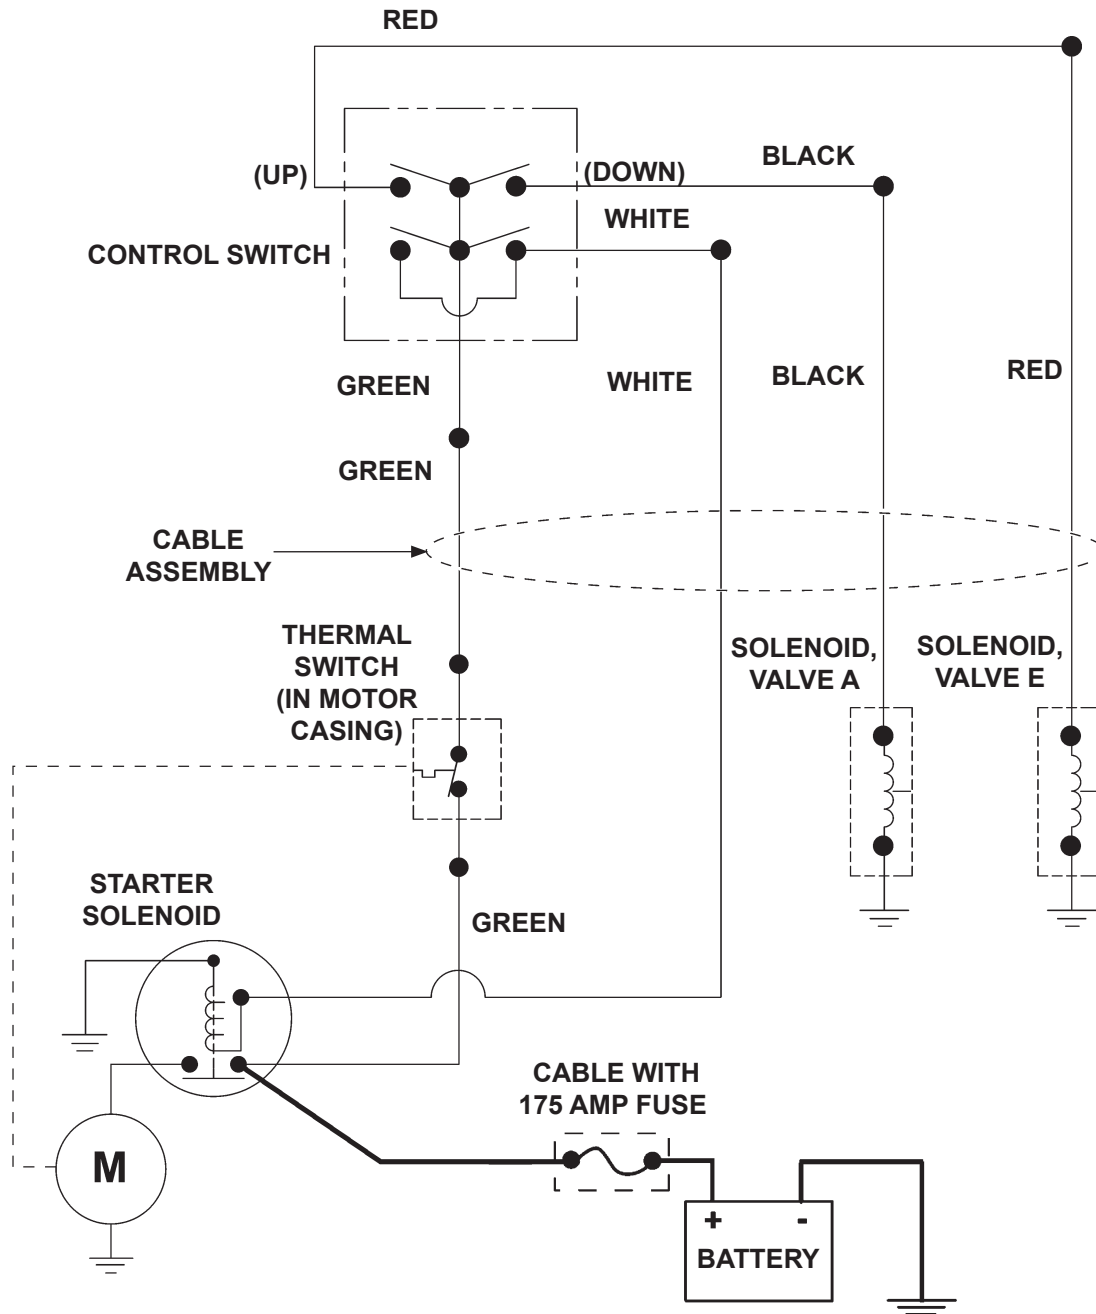 RED
(UP)
(DOWN)
BLACK
WHITE
CONTROL SWITCH
GREEN
WHITE
BLACK
RED
GREEN
CABLE
ASSEMBLY
THERMAL
SWITCH
(IN MOTOR
CASING)
SOLENOID,
VALVE A
SOLENOID,
VALVE E
STARTER
SOLENOID
GREEN
CABLE WITH
175 AMP FUSE
M
+
-
BATTERY